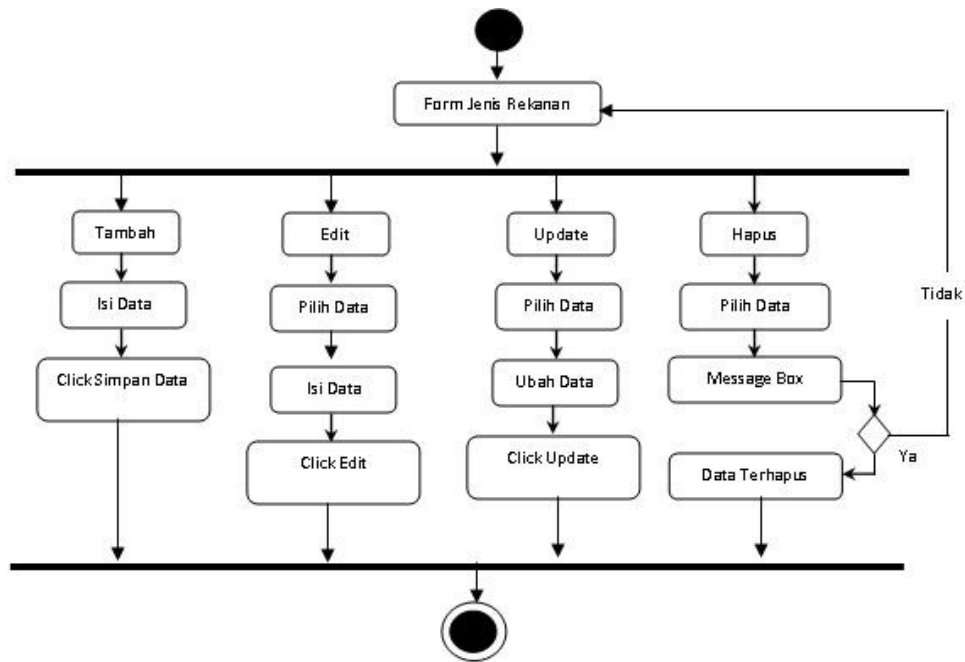 Form Jenis Rekanan
Tambah
Edit
Update
Hapus
Isi Data
Pilih Data
Pilih Data
Pilih Data
Tidak
Click Simpan Data
Isi Data
Ubah Data
Message Box
Click Edit
Click Update
Ya
Data Terhapus